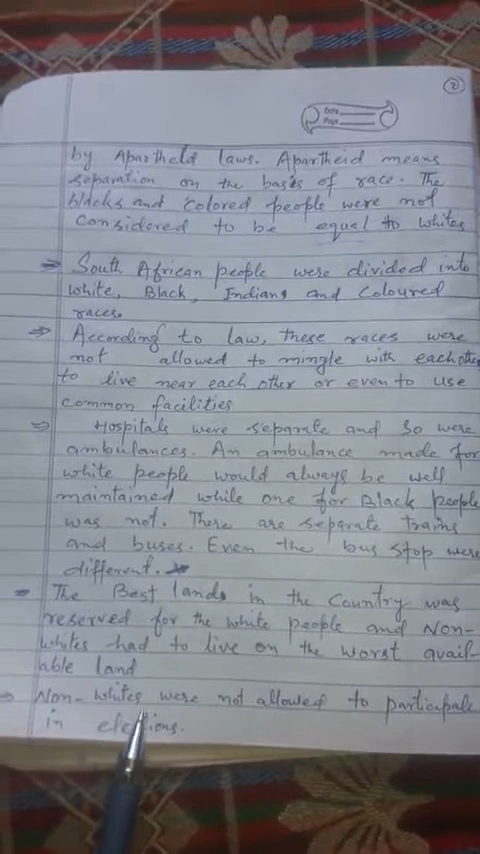 2
Date
Page
by Apartheid laws. Apartheid means
separation on the basis of race. The
blacks and colored people were not
considered to be equal to whites
⇒ South African people were divided into
white, Black, Indians and Coloured
races.
⇒ According to law, these races were
not allowed to mingle with each other
to live near each other or even to use
common facilities
⇒ Hospitals were separate and so were
ambulances. An ambulance made for
white people would always be well
maintained while one for Black people
was not. There are separate trains
and buses. Even the bus stop were
different.
⇒ The Best lands in the Country was
reserved for the white people and Non-
whites had to live on the worst avail-
able land
⇒ Non-whites were not allowed to participate
in elections.